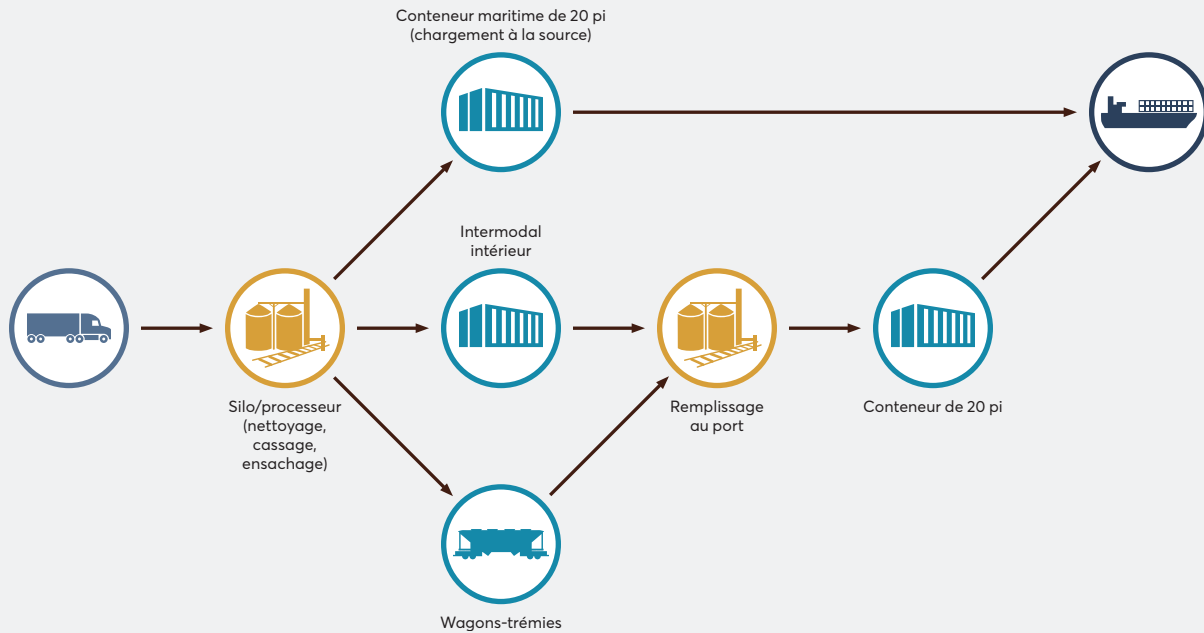 Conteneur maritime de 20 pi
(chargement à la source)
Intermodal
intérieur
Silo/processeur
(nettoyage,
cassage,
ensachage)
Remplissage
au port
Conteneur de 20 pi
Wagons-trémies